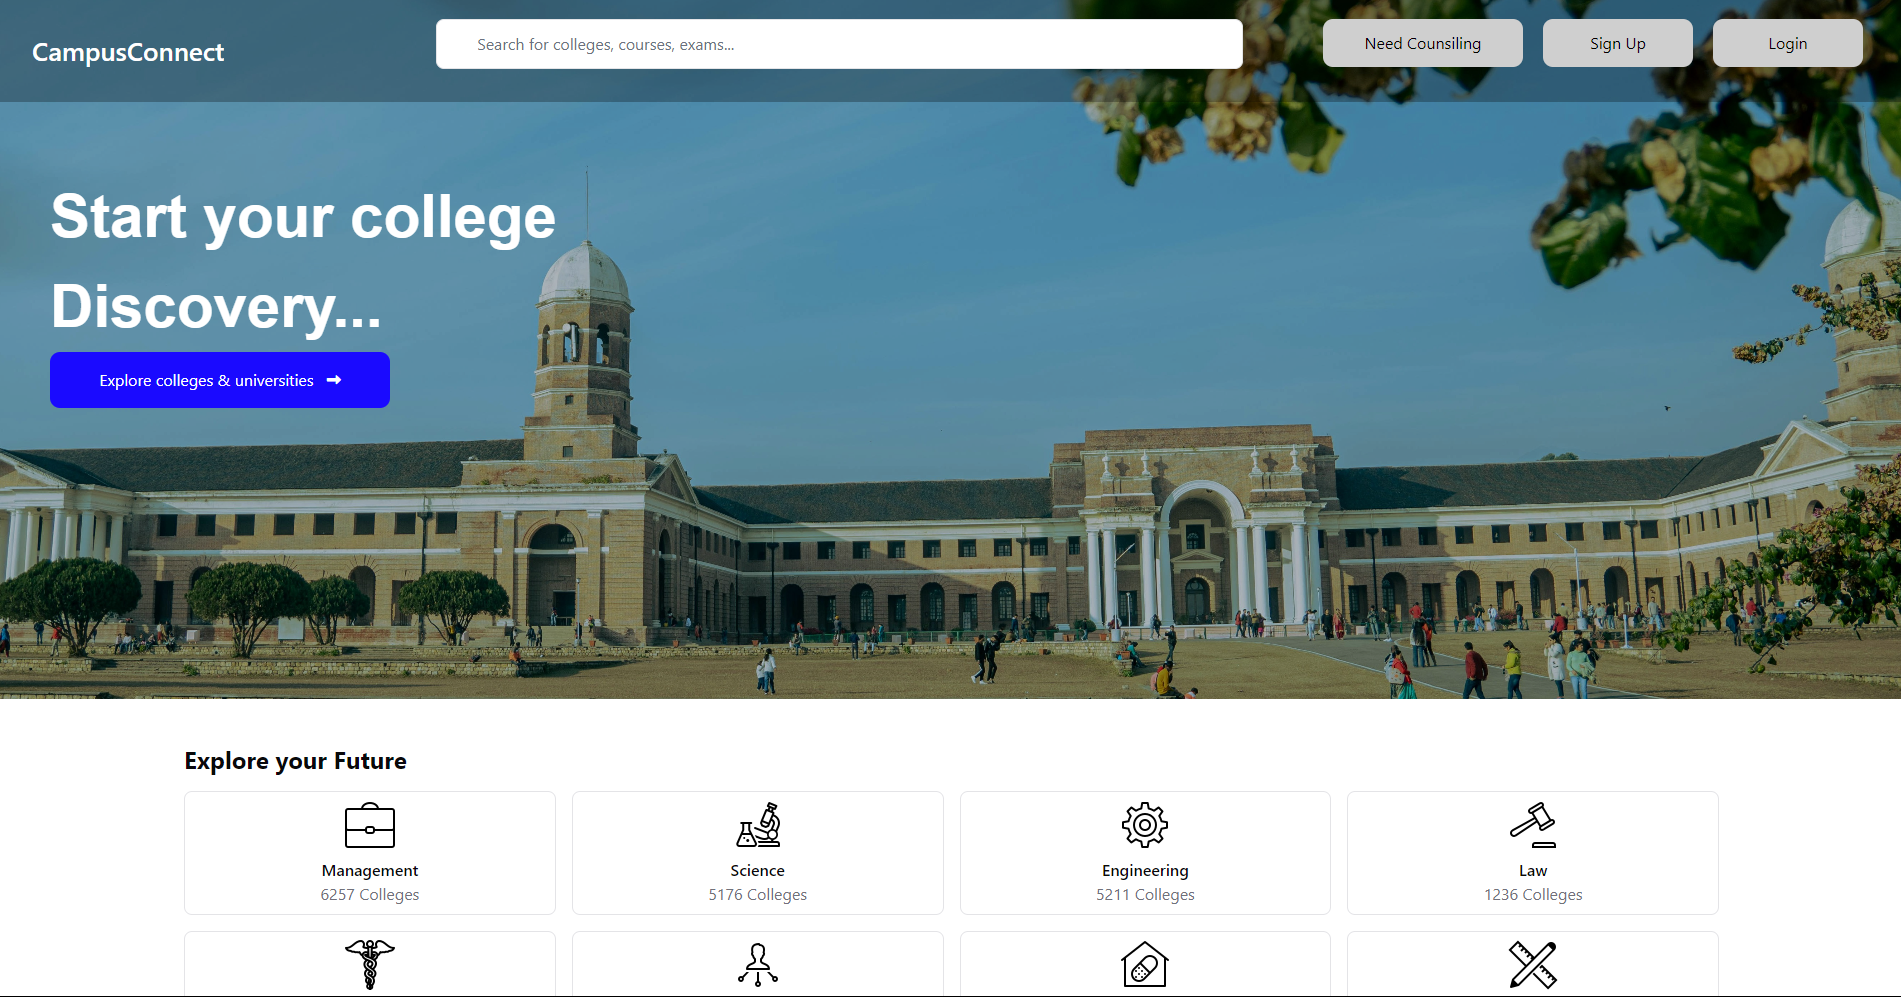 CampusConnect
Search for colleges, courses, exams...
Need Counsiling
Sign Up
Login
Start your college
Discovery...
Explore colleges & universities
Explore your Future
Management
6257 Colleges
Science
5176 Colleges
Engineering
5211 Colleges
Law
1236 Colleges